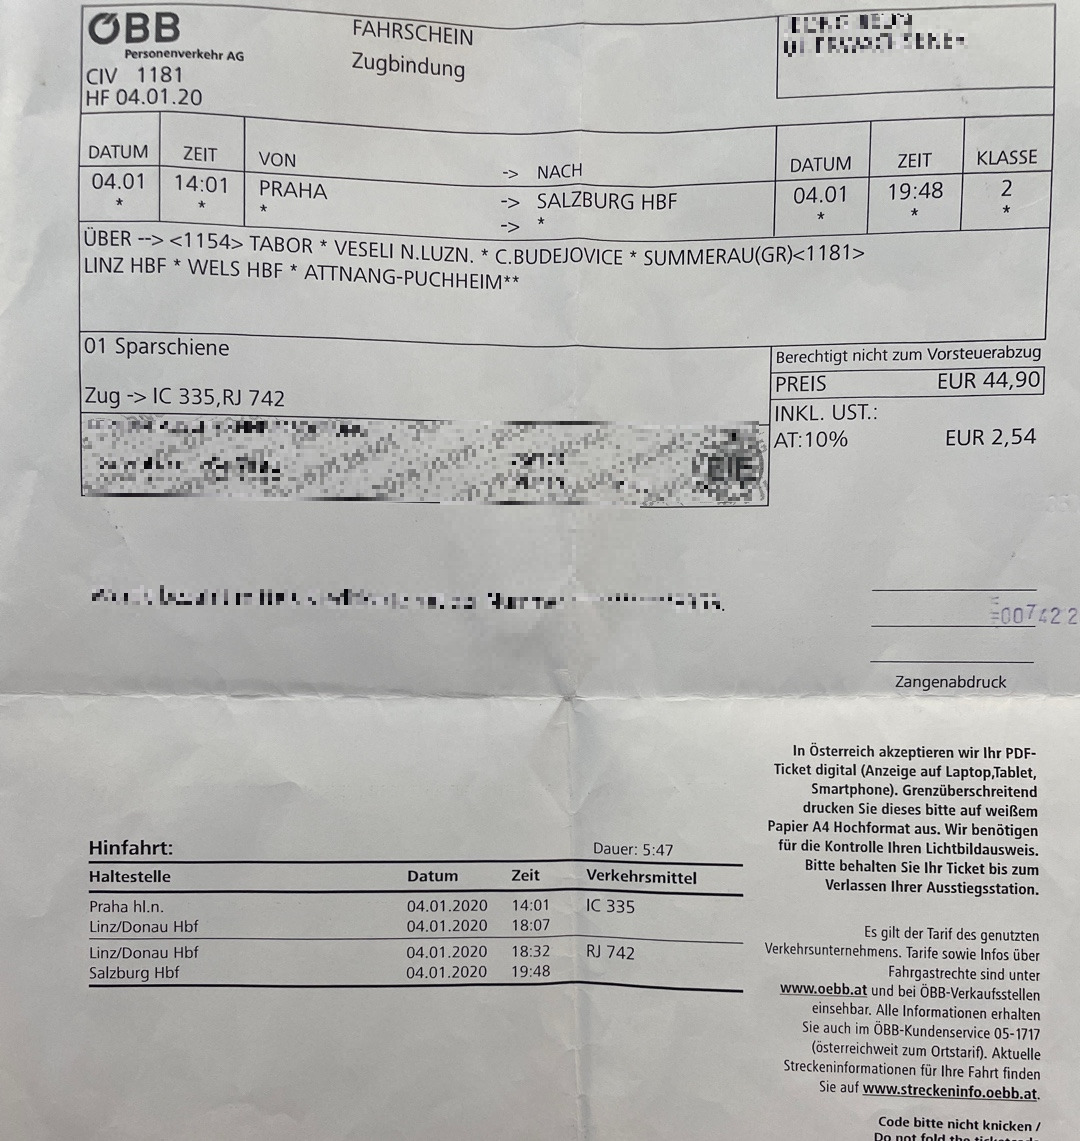 ÖBB
Personenverkehr AG
CIV 1181
HF 04.01.20
FAHRSCHEIN
Zugbindung
DATUM ZEIT VON -> NACH DATUM ZEIT KLASSE
04.01 14:01 PRAHA -> SALZBURG HBF 04.01 19:48 2
* * * -> * * * *
ÜBER --> <1154> TABOR * VESELI N.LUZN. * C.BUDEJOVICE * SUMMERAU(GR)<1181>
LINZ HBF * WELS HBF * ATTNANG-PUCHHEIM**
01 Sparschiene
Zug -> IC 335,RJ 742
Berechtigt nicht zum Vorsteuerabzug
PREIS EUR 44,90
INKL. UST.:
AT:10% EUR 2,54
007422
Zangenabdruck
In Österreich akzeptieren wir Ihr PDF-
Ticket digital (Anzeige auf Laptop,Tablet,
Smartphone). Grenzüberschreitend
drucken Sie dieses bitte auf weißem
Papier A4 Hochformat aus. Wir benötigen
für die Kontrolle Ihren Lichtbildausweis.
Bitte behalten Sie Ihr Ticket bis zum
Verlassen Ihrer Ausstiegsstation.
Hinfahrt: Dauer: 5:47
Haltestelle Datum Zeit Verkehrsmittel
Praha hl.n. 04.01.2020 14:01 IC 335
Linz/Donau Hbf 04.01.2020 18:07
Linz/Donau Hbf 04.01.2020 18:32 RJ 742
Salzburg Hbf 04.01.2020 19:48
Es gilt der Tarif des genutzten
Verkehrsunternehmens. Tarife sowie Infos über
Fahrgastrechte sind unter
www.oebb.at und bei ÖBB-Verkaufsstellen
einsehbar. Alle Informationen erhalten
Sie auch im ÖBB-Kundenservice 05-1717
(österreichweit zum Ortstarif). Aktuelle
Streckeninformationen für Ihre Fahrt finden
Sie auf www.streckeninfo.oebb.at.
Code bitte nicht knicken /
Do not fold the